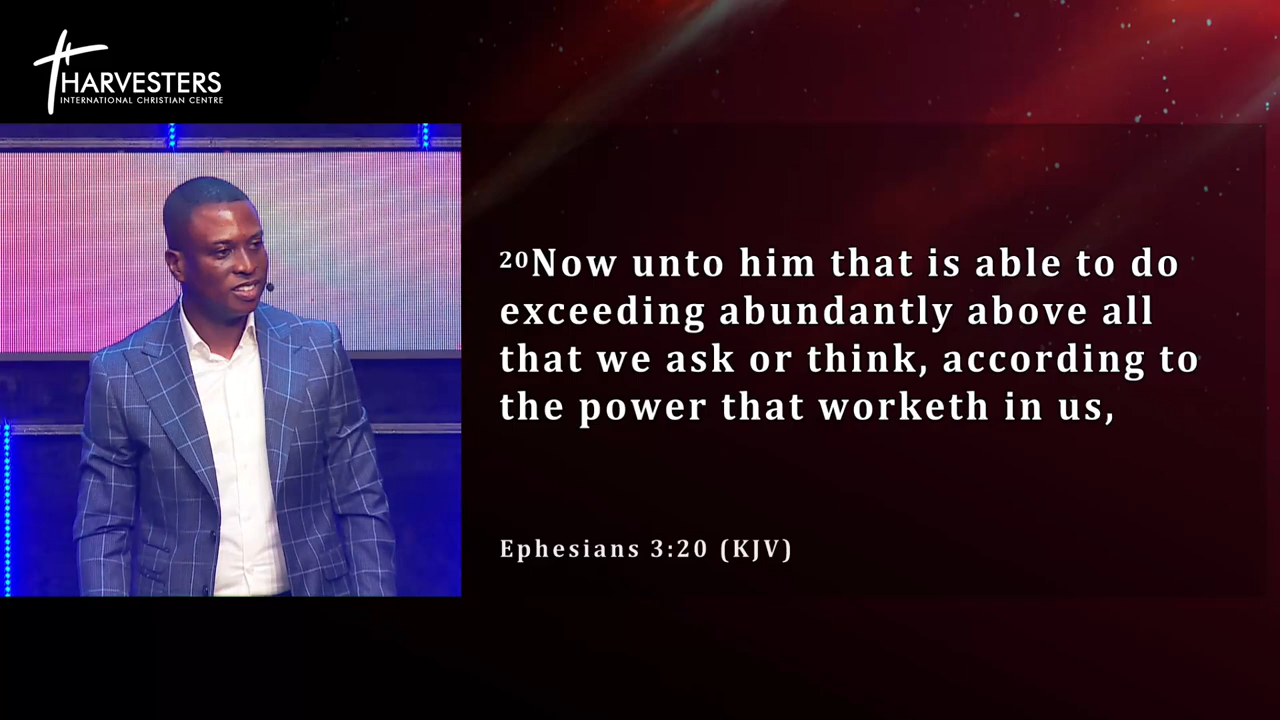 HARVESTERS
INTERNATIONAL CHRISTIAN CENTRE
20Now unto him that is able to do
exceeding abundantly above all
that we ask or think, according to
the power that worketh in us,
Ephesians 3:20 (KJV)